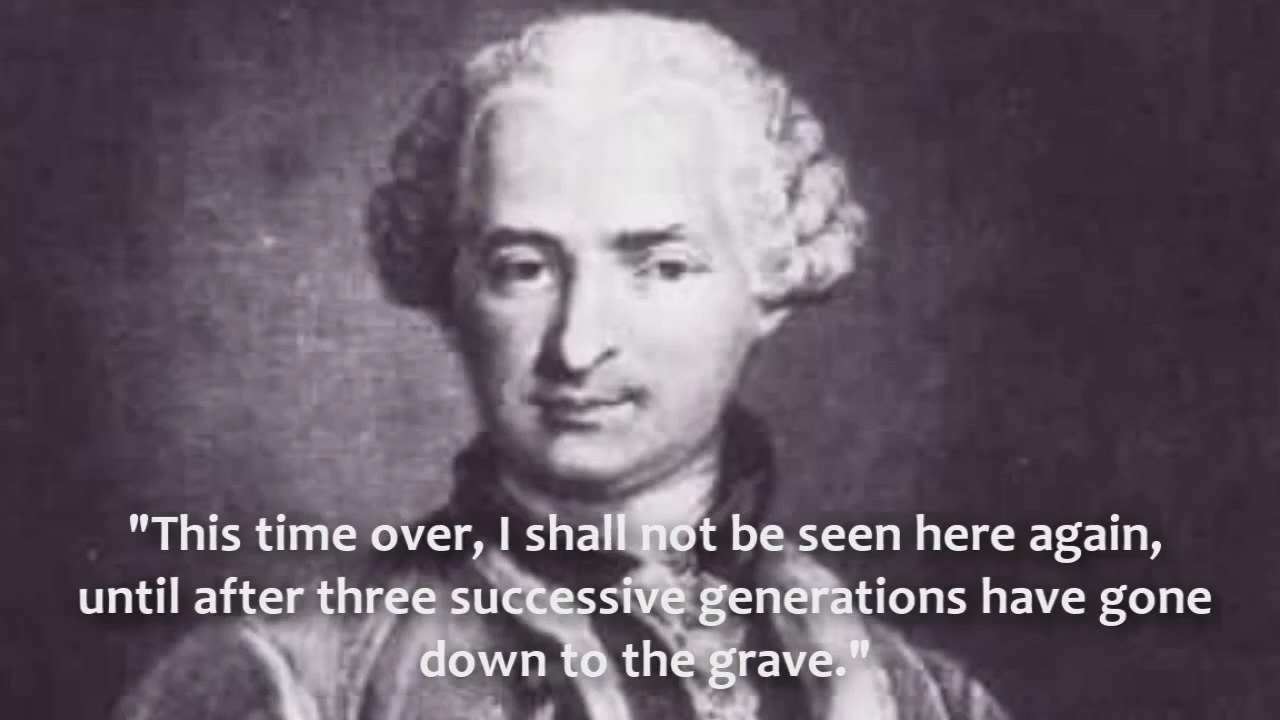 "This time over, I shall not be seen here again,
until after three successive generations have gone
down to the grave."